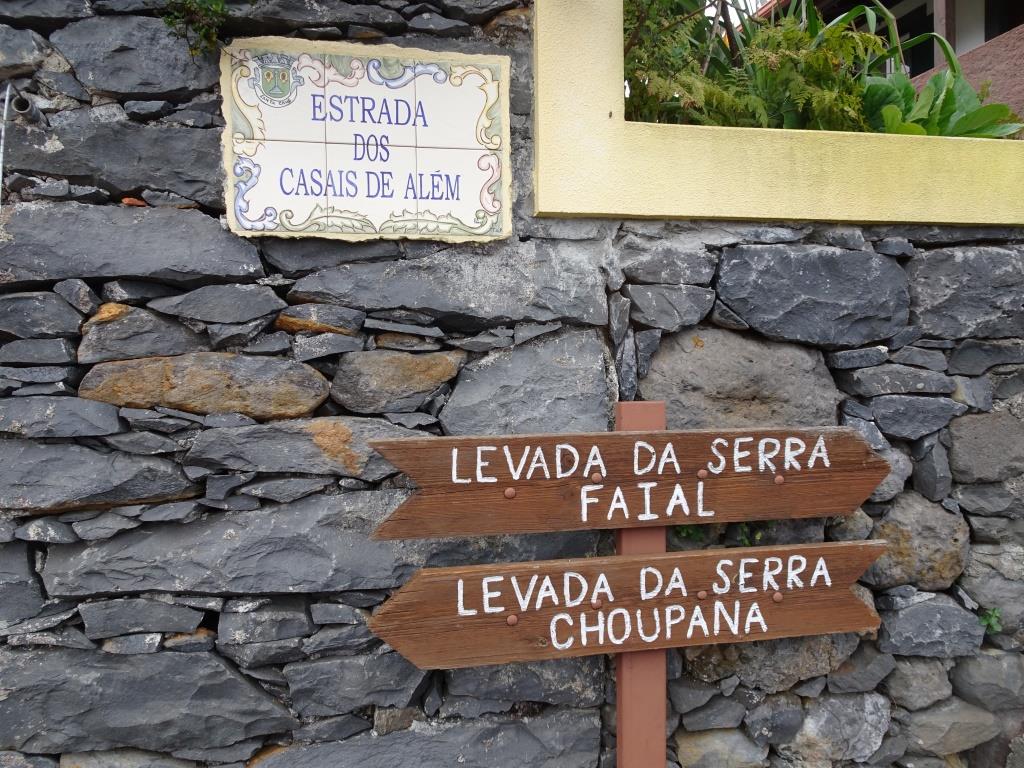 ESTRADA
DOS
CASAIS DE ALÉM
LEVADA DA SERRA
FAIAL
LEVADA DA SERRA
CHOUPANA